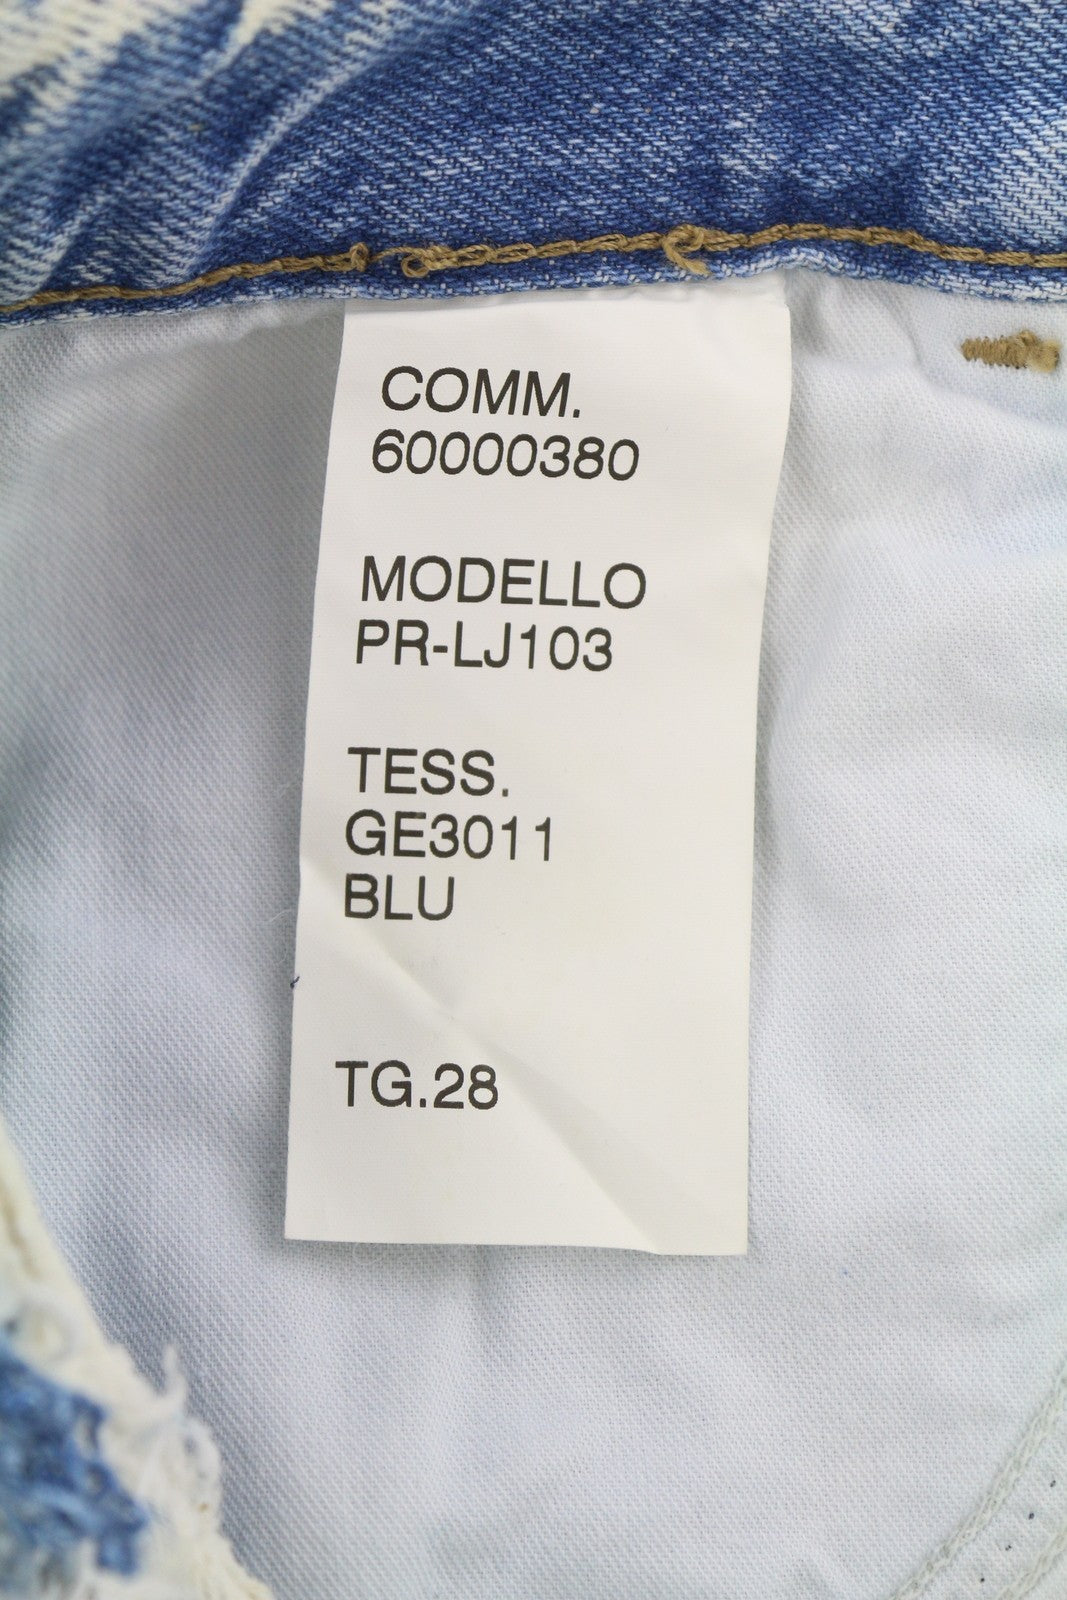 COMM.
60000380
MODELLO
PR-LJ103
TESS.
GE3011
BLU
TG.28